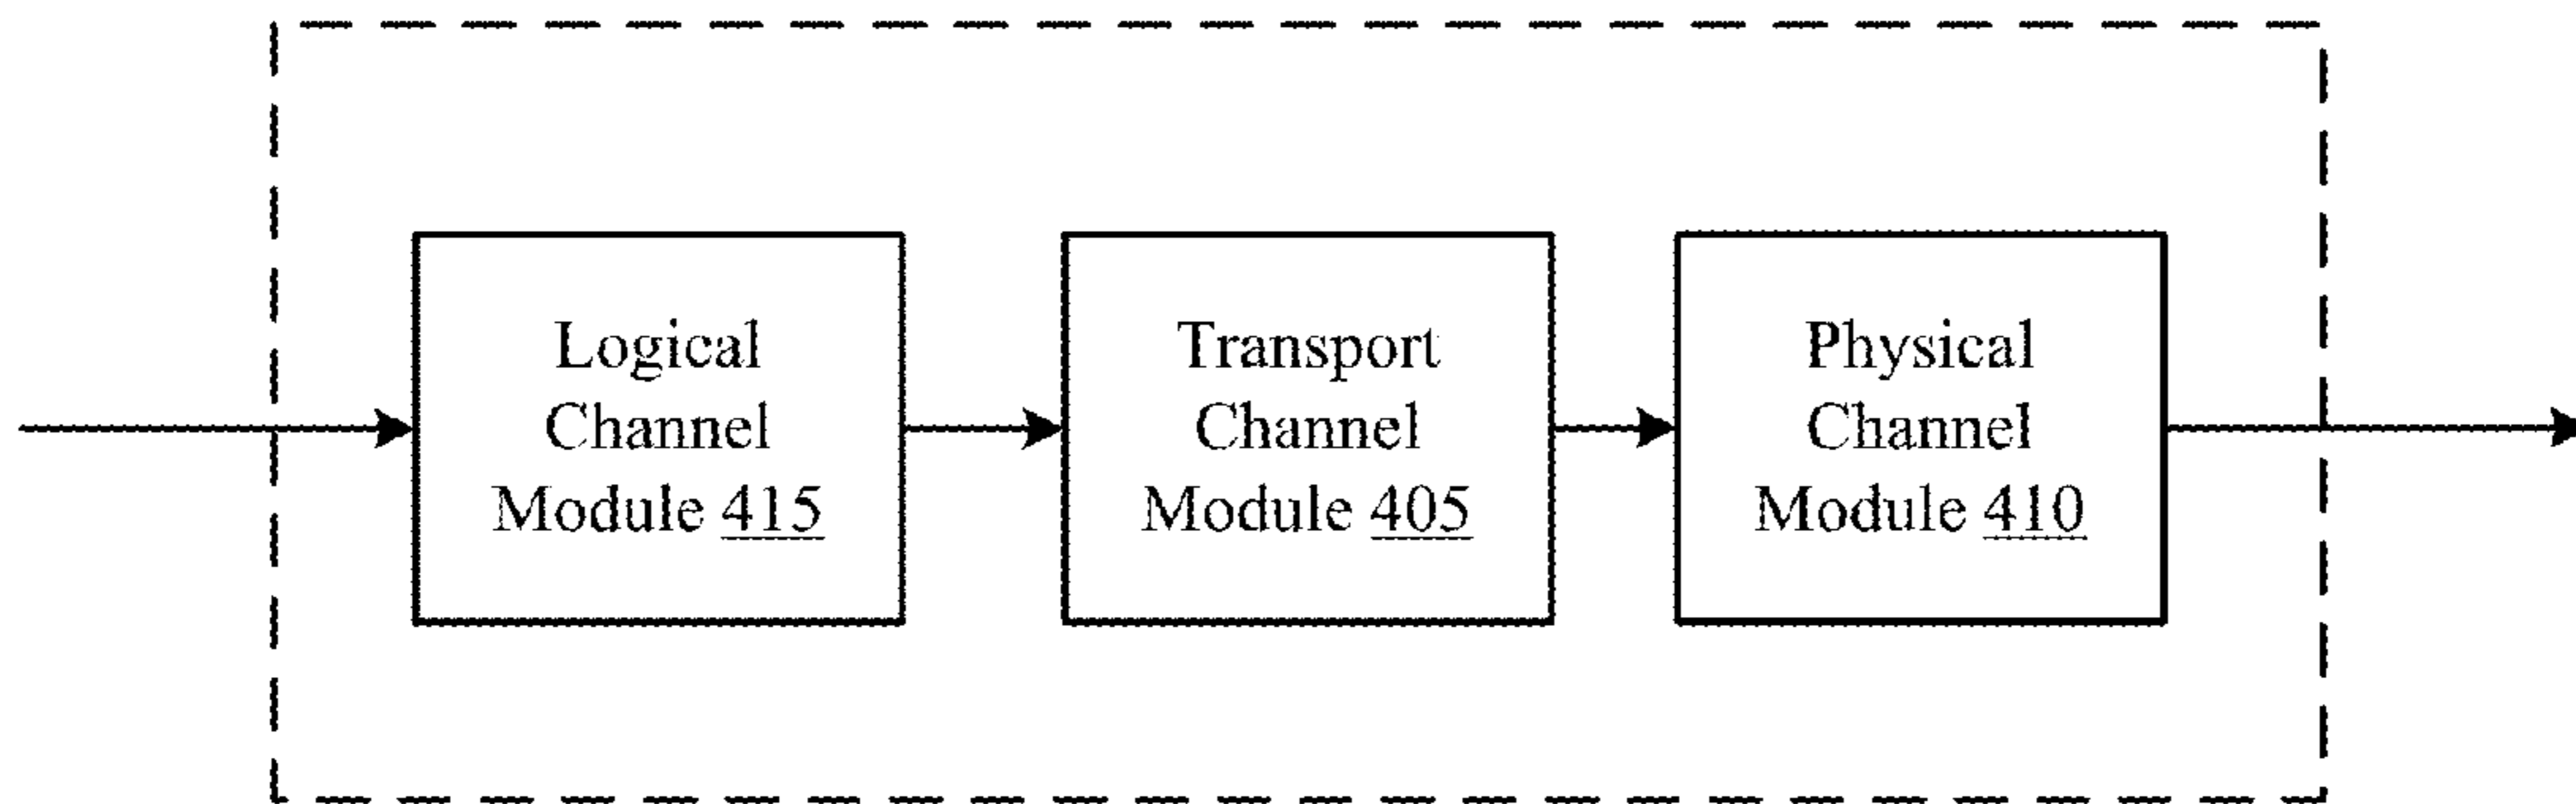 Logical
Channel
Module 415
Transport
Channel
Module 405
Physical
Channel
Module 410